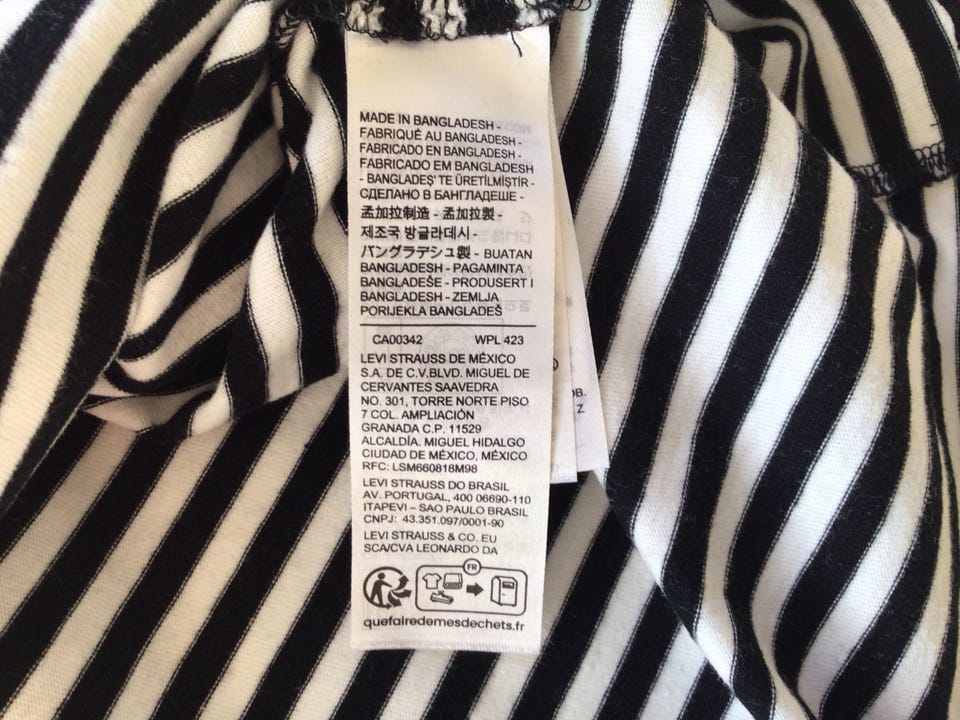 MADE IN BANGLADESH -
FABRIQUÉ AU BANGLADESH -
FABRICADO EN BANGLADESH -
FABRICADO EM BANGLADESH
- BANGLADEŞ' TE ÜRETİLMİŞTİR -
СДЕЛАНО В БАНГЛАДЕШЕ -
孟加拉制造 - 孟加拉製 -
제조국 방글라데시 -
バングラデシュ製 - BUATAN
BANGLADESH - PAGAMINTA
BANGLADEŠE - PRODUSERT I
BANGLADESH - ZEMLJA
PORIJEKLA BANGLADEŠ
CA00342 WPL 423
LEVI STRAUSS DE MÉXICO
S.A. DE C.V.BLVD. MIGUEL DE
CERVANTES SAAVEDRA
NO. 301, TORRE NORTE PISO
7 COL. AMPLIACIÓN
GRANADA C.P. 11529
ALCALDÍA. MIGUEL HIDALGO
CIUDAD DE MÉXICO, MÉXICO
RFC: LSM660818M98
LEVI STRAUSS DO BRASIL
AV. PORTUGAL, 400 06690-110
ITAPEVI – SAO PAULO BRASIL
CNPJ: 43.351.097/0001-90
LEVI STRAUSS & CO. EU
SCA/CVA LEONARDO DA
FR
quefairedemesdechets.fr